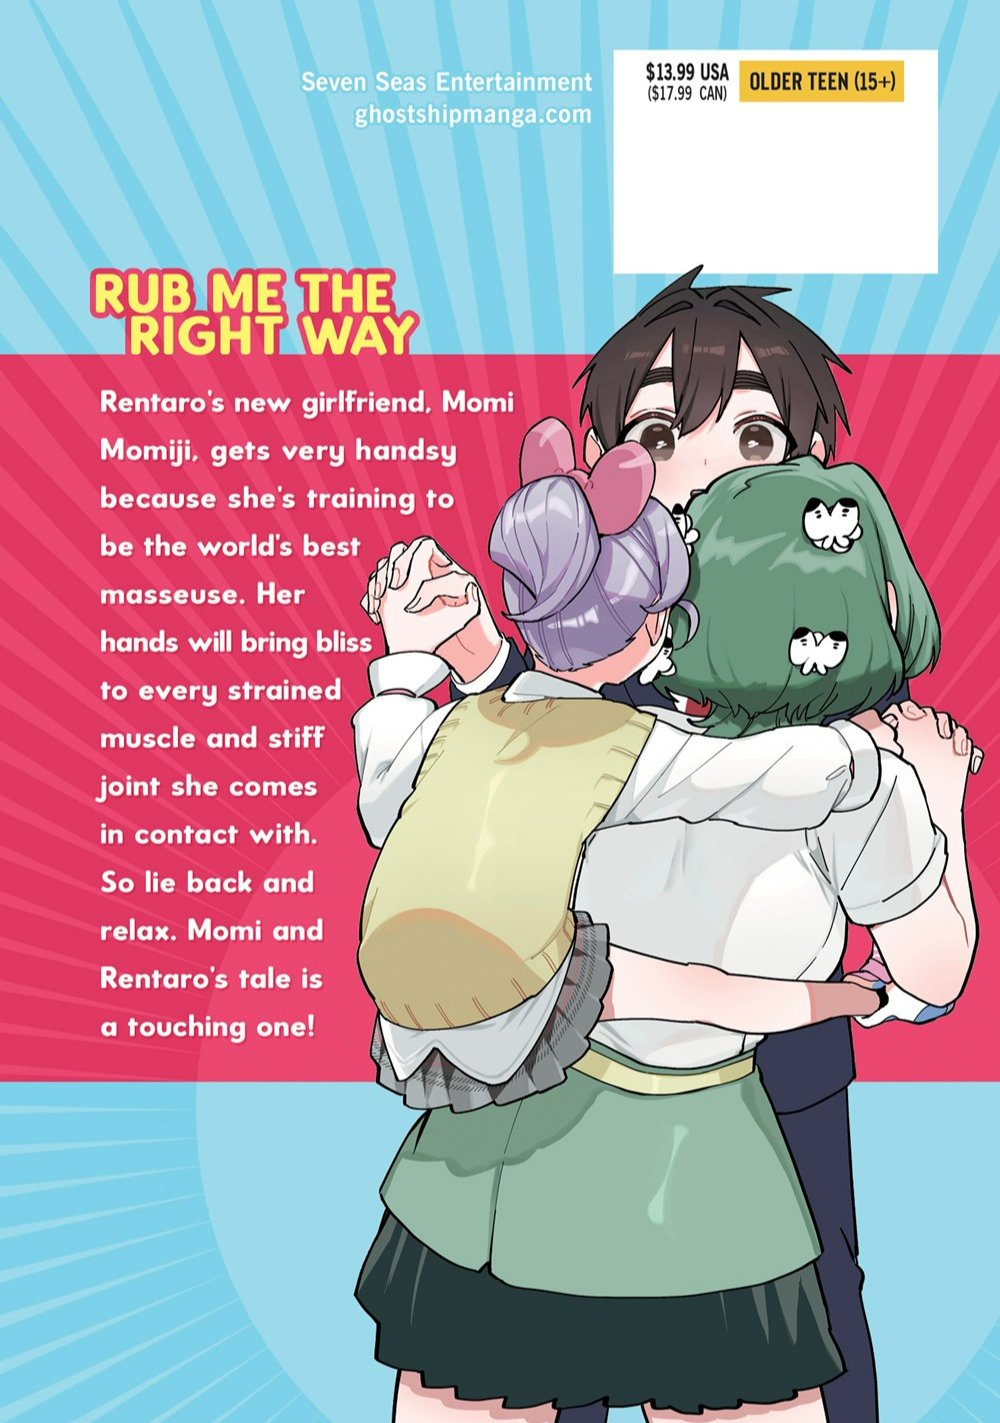 Seven Seas Entertainment
ghostshipmanga.com
$13.99 USA
($17.99 CAN)
OLDER TEEN (15+)
RUB ME THE
RIGHT WAY
Rentaro's new girlfriend, Momi
Momiji, gets very handsy
because she's training to
be the world's best
masseuse. Her
hands will bring bliss
to every strained
muscle and stiff
joint she comes
in contact with.
So lie back and
relax. Momi and
Rentaro's tale is
a touching one!